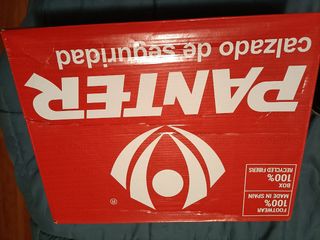 ®
FOOTWEAR
100%
MADE IN SPAIN
BOX
100%
RECYCLED FIBERS
PANTER
calzado de seguridad